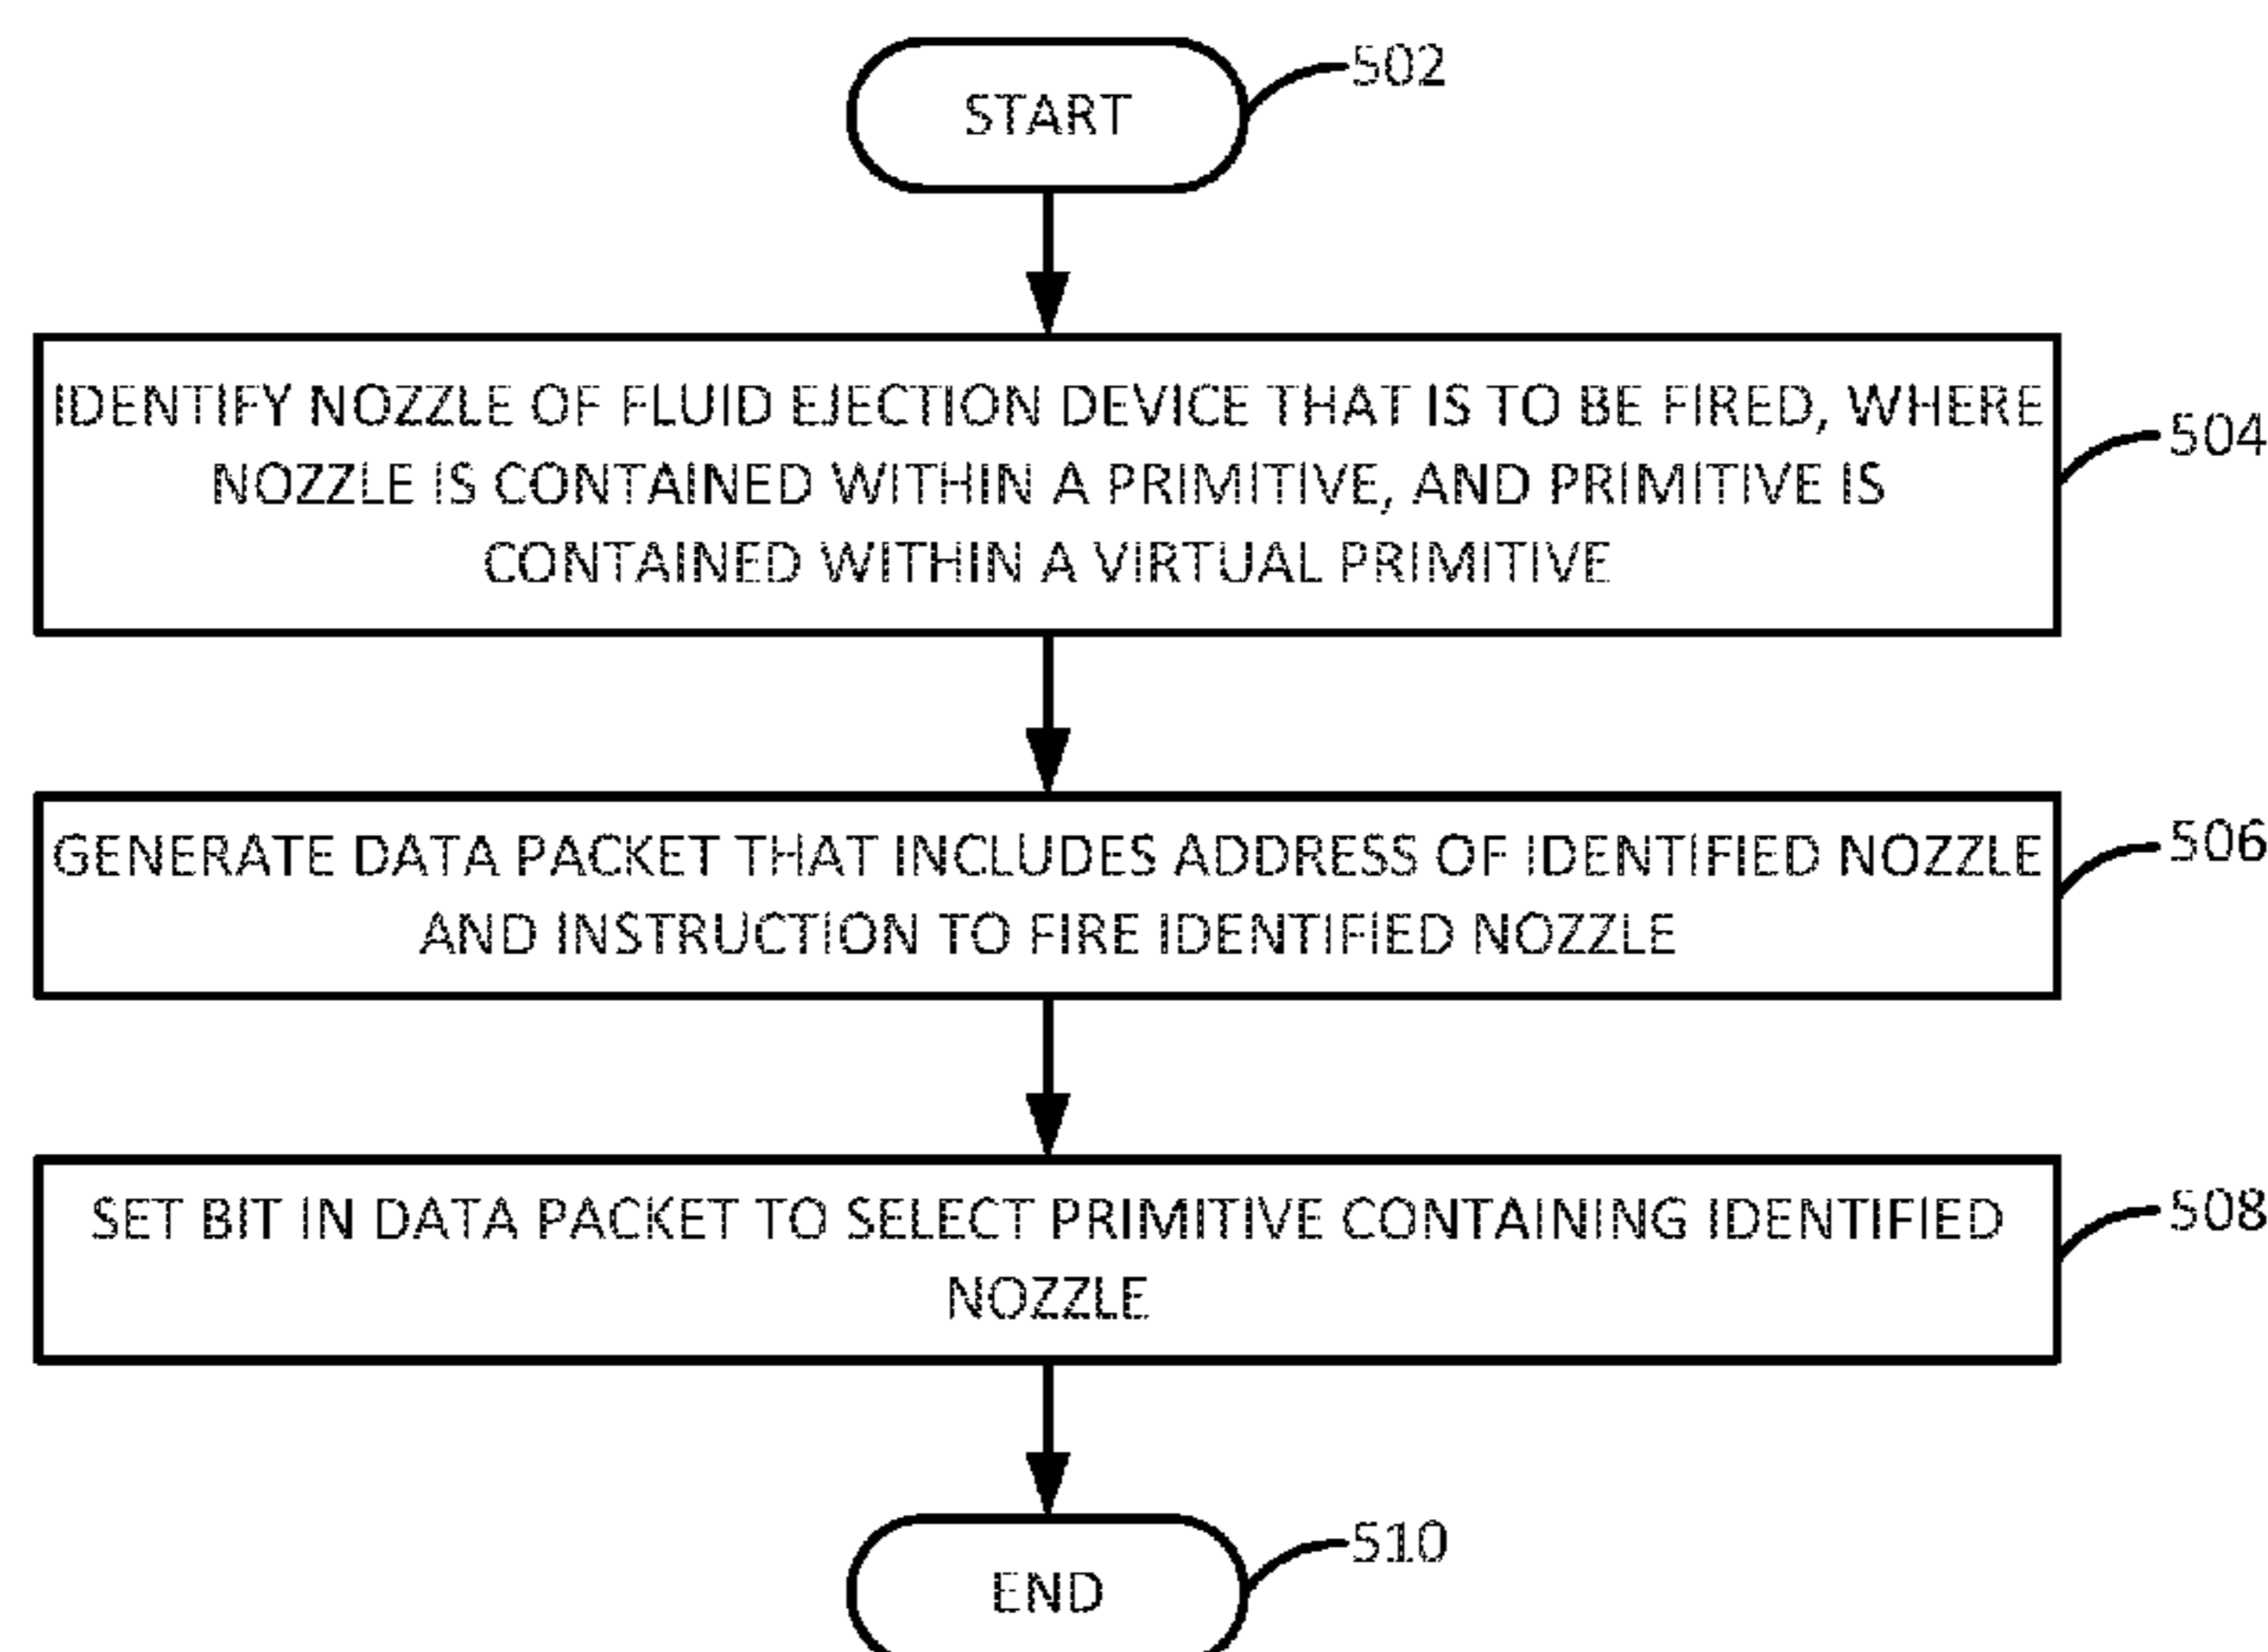 START
502
IDENTIFY NOZZLE OF FLUID EJECTION DEVICE THAT IS TO BE FIRED, WHERE
NOZZLE IS CONTAINED WITHIN A PRIMITIVE, AND PRIMITIVE IS
CONTAINED WITHIN A VIRTUAL PRIMITIVE
504
GENERATE DATA PACKET THAT INCLUDES ADDRESS OF IDENTIFIED NOZZLE
AND INSTRUCTION TO FIRE IDENTIFIED NOZZLE
506
SET BIT IN DATA PACKET TO SELECT PRIMITIVE CONTAINING IDENTIFIED
NOZZLE
508
END
510